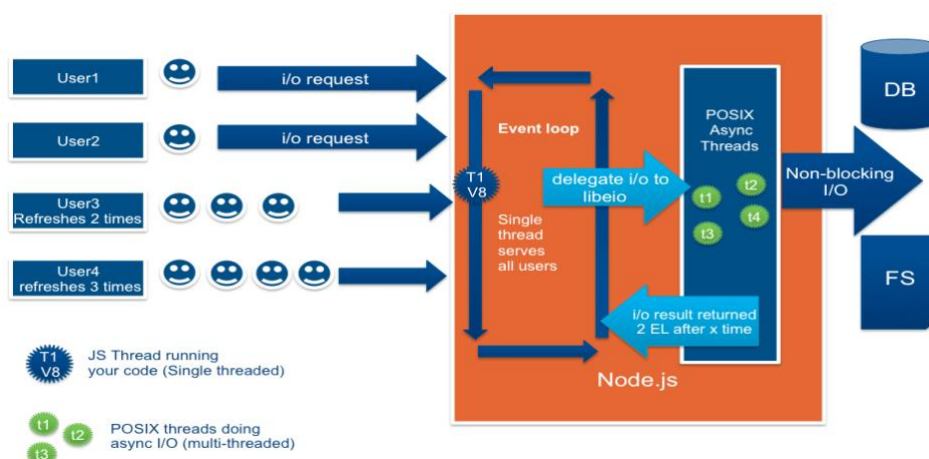 User1
i/o request
User2
i/o request
User3
Refreshes 2 times
User4
refreshes 3 times
T1
V8
Event loop
Single
thread
serves
all users
delegate i/o to
libeio
i/o result returned
2 EL after x time
Node.js
POSIX
Async
Threads
t1
t2
t4
t3
Non-blocking
I/O
DB
FS
T1
V8
JS Thread running
your code (Single threaded)
t1
t2
t3
POSIX threads doing
async I/O (multi-threaded)